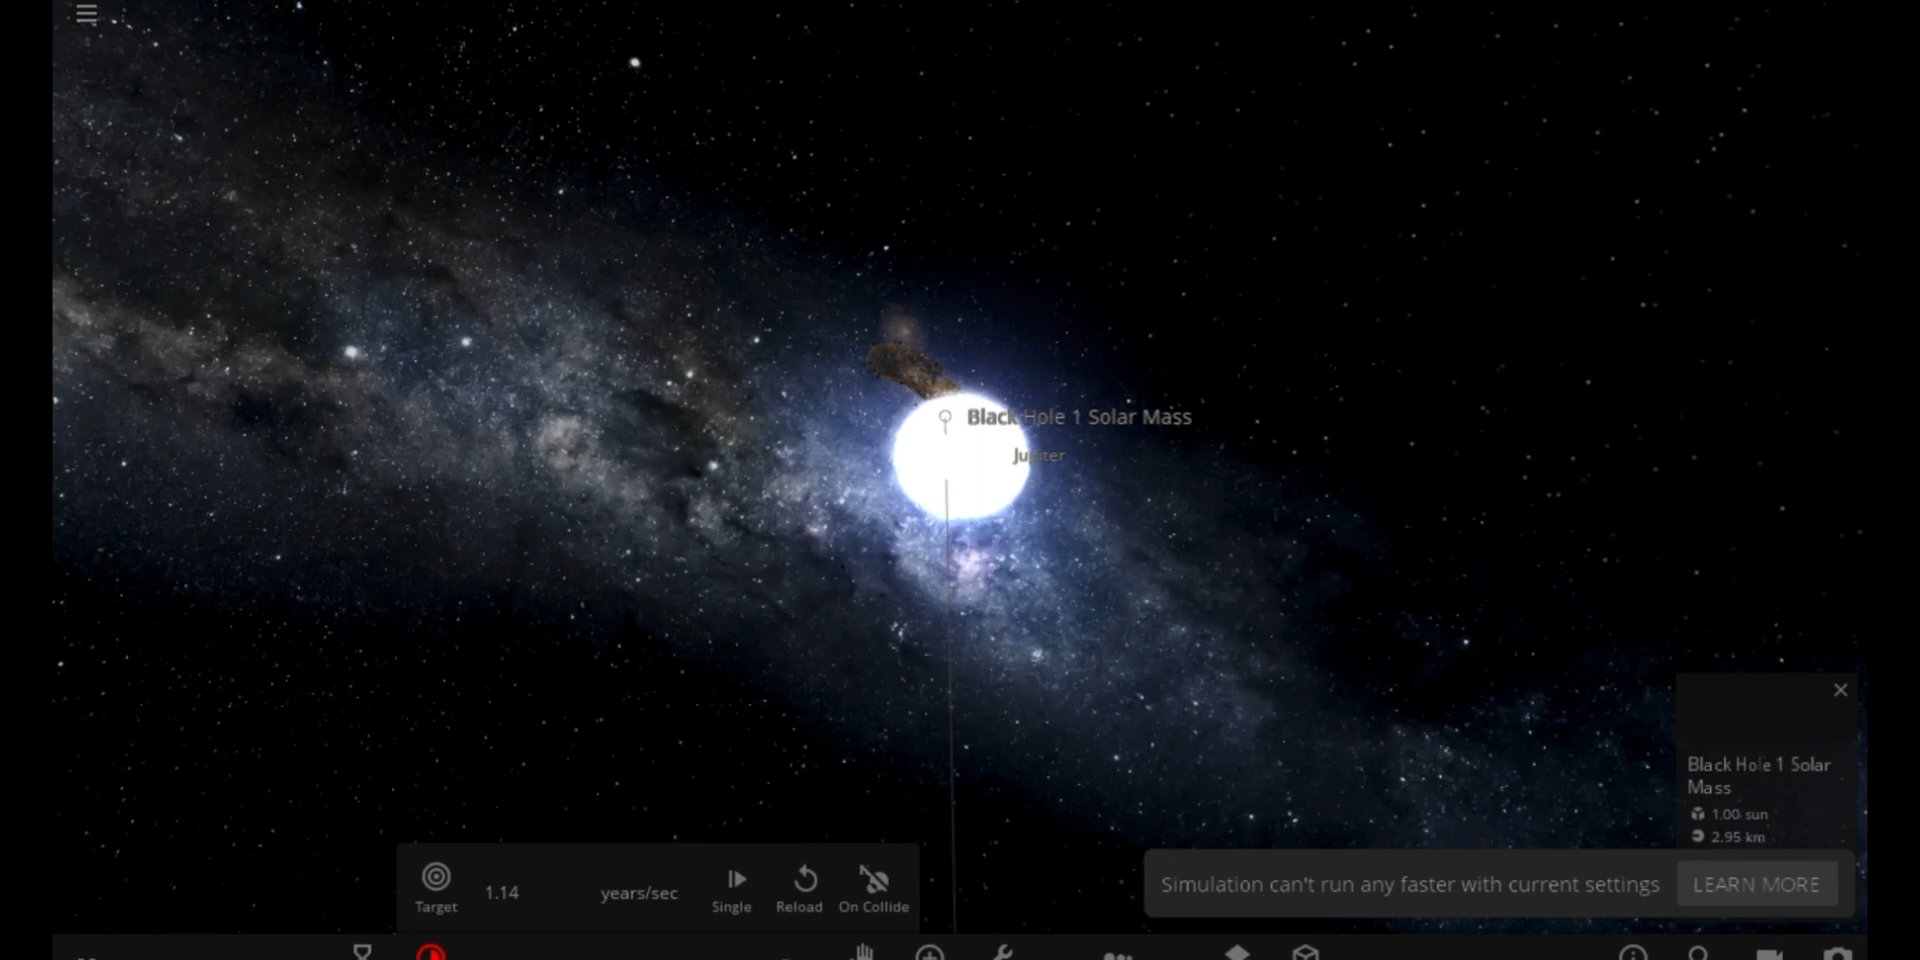 Black Hole 1 Solar Mass
Jupiter
Black Hole 1 Solar
Mass
1.00 sun
2.95 km
Simulation can't run any faster with current settings
LEARN MORE
1.14
years/sec
Target
Single
Reload
On Collide